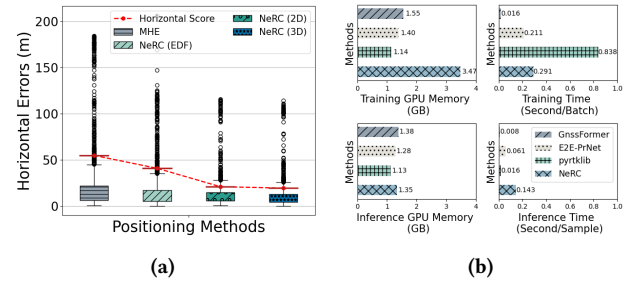 Horizontal Errors (m)
200
150
100
50
0
Horizontal Score
MHE
NeRC (EDF)
NeRC (2D)
NeRC (3D)
Positioning Methods
(a)
Methods
1.55
1.40
1.14
3.47
0 1 2 3 4
Training GPU Memory
(GB)
Methods
0.016
0.211
0.838
0.291
0.0 0.2 0.4 0.6 0.8 1.0
Training Time
(Second/Batch)
Methods
1.38
1.28
1.13
1.35
0 1 2 3 4
Inference GPU Memory
(GB)
Methods
0.008
0.061
0.016
0.143
GnssFormer
E2E-PrNet
pyrtklib
NeRC
0.0 0.2 0.4 0.6 0.8 1.0
Inference Time
(Second/Sample)
(b)